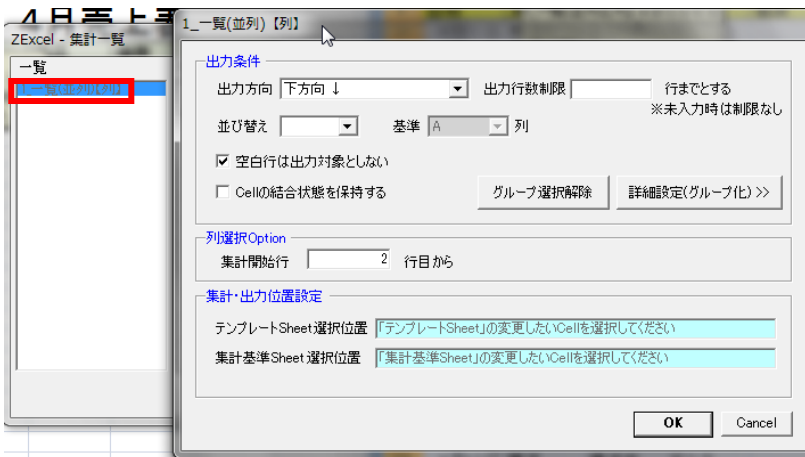 ZExcel - 集計一覧
一覧
1_一覧(並列)【列】
1_一覧(並列)【列】
出力条件
出力方向 下方向 ↓ 出力行数制限 行までとする
※未入力時は制限なし
並び替え 基準 A 列
空白行は出力対象としない
Cellの結合状態を保持する グループ選択解除 詳細設定(グループ化) >>
列選択Option
集計開始行 2 行目から
集計・出力位置設定
テンプレートSheet選択位置 「テンプレートSheet」の変更したいCellを選択してください
集計基準Sheet選択位置 「集計基準Sheet」の変更したいCellを選択してください
OK Cancel